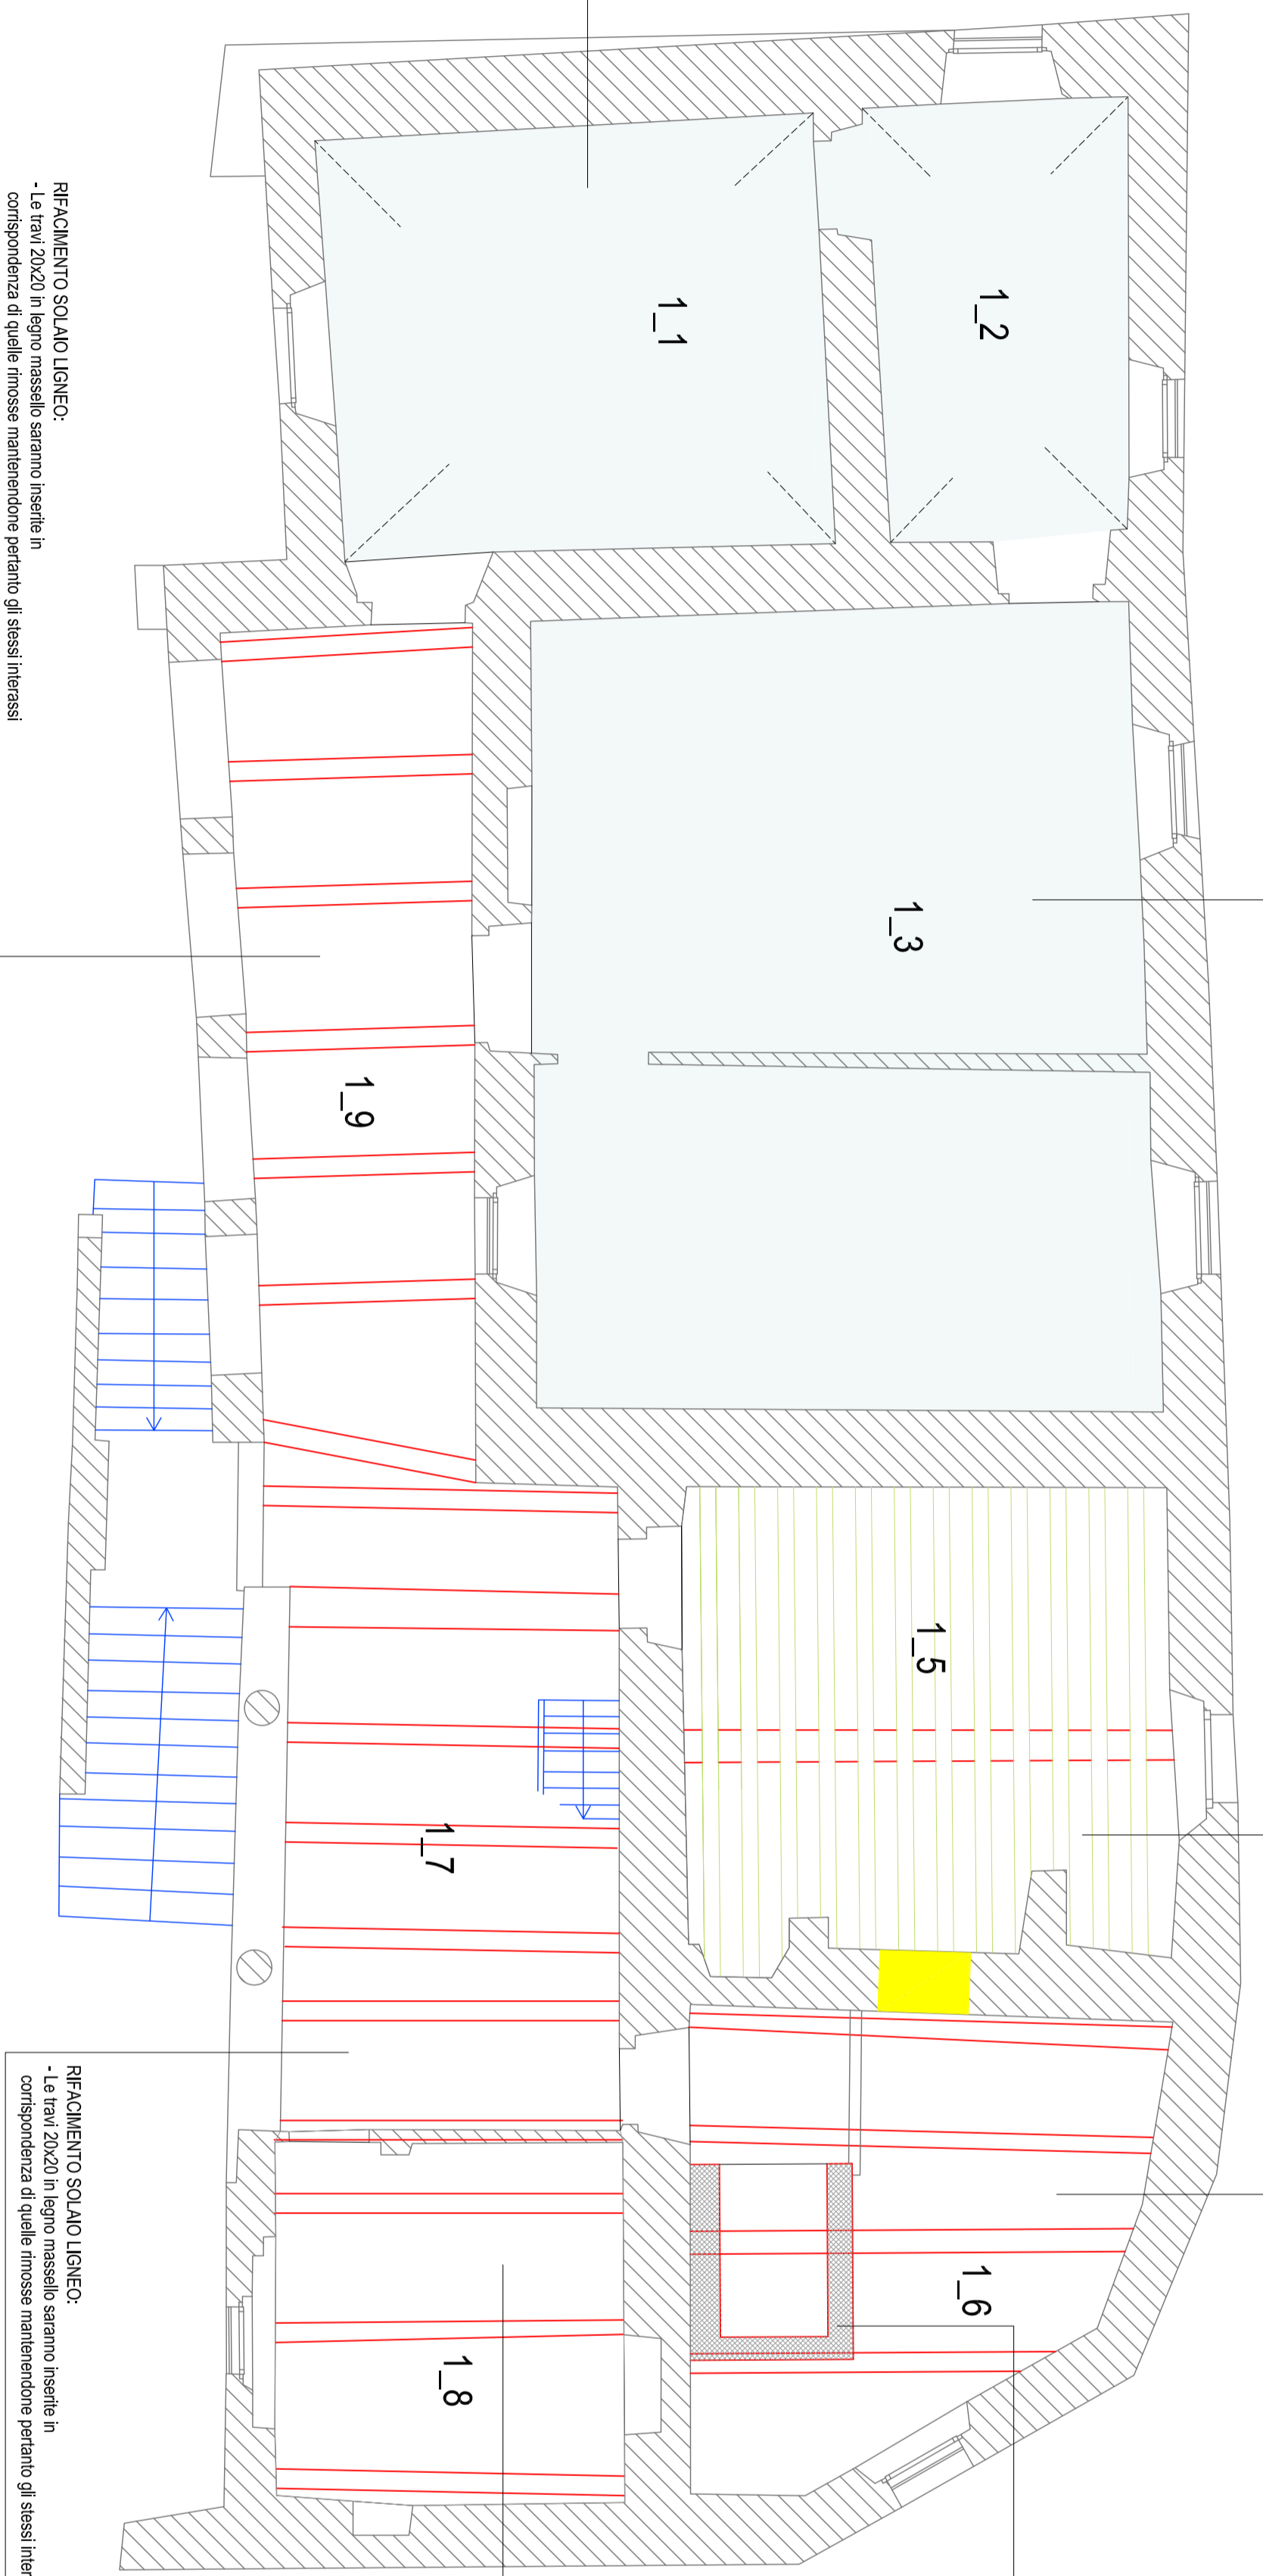 1_2
1_1
1_3
1_9
1_5
1_7
1_6
1_8
RIFACIMENTO SOLAIO LIGNEO:
- Le travi 20x20 in legno massello saranno inserite in
corrispondenza di quelle rimosse mantenendone pertanto gli stessi interassi
RIFACIMENTO SOLAIO LIGNEO:
- Le travi 20x20 in legno massello saranno inserite in
corrispondenza di quelle rimosse mantenendone pertanto gli stessi